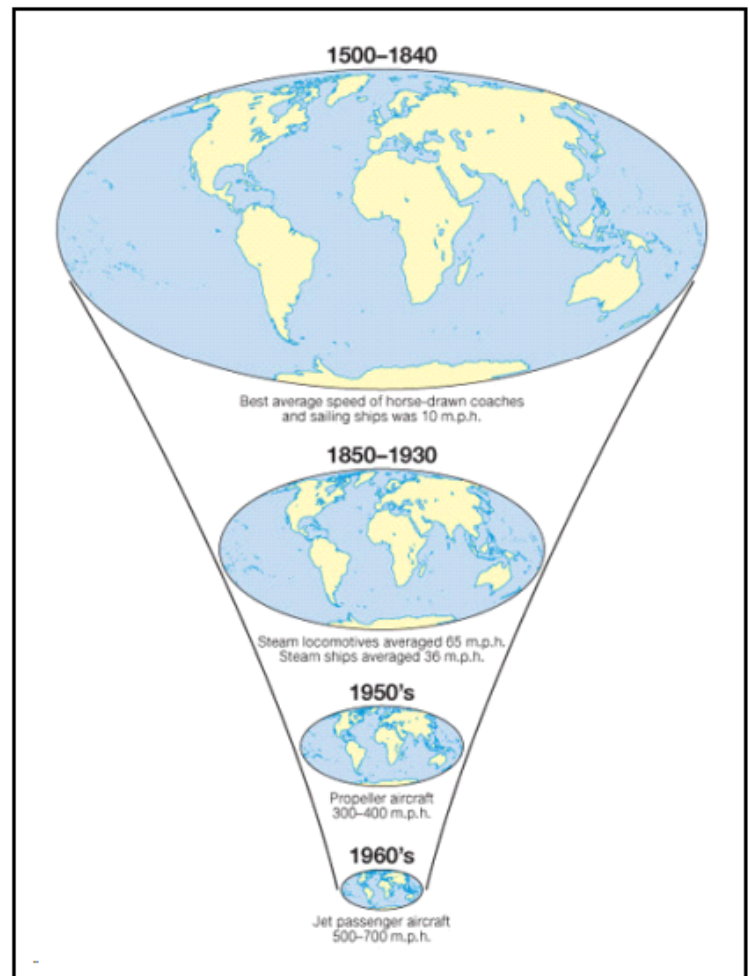 1500–1840
Best average speed of horse-drawn coaches
and sailing ships was 10 m.p.h.
1850–1930
Steam locomotives averaged 65 m.p.h.
Steam ships averaged 36 m.p.h.
1950's
Propeller aircraft
300–400 m.p.h.
1960's
Jet passenger aircraft
500–700 m.p.h.